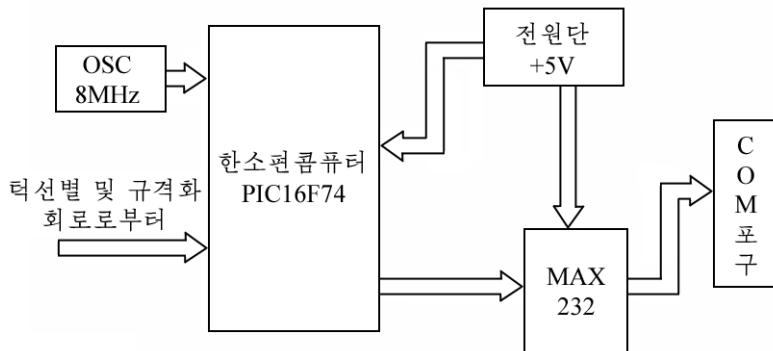 전원단
+5V
OSC
8MHz
한소편콤퓨터
PIC16F74
턱선별 및 규격화
회로로부터
MAX
232
C
O
M
포
구